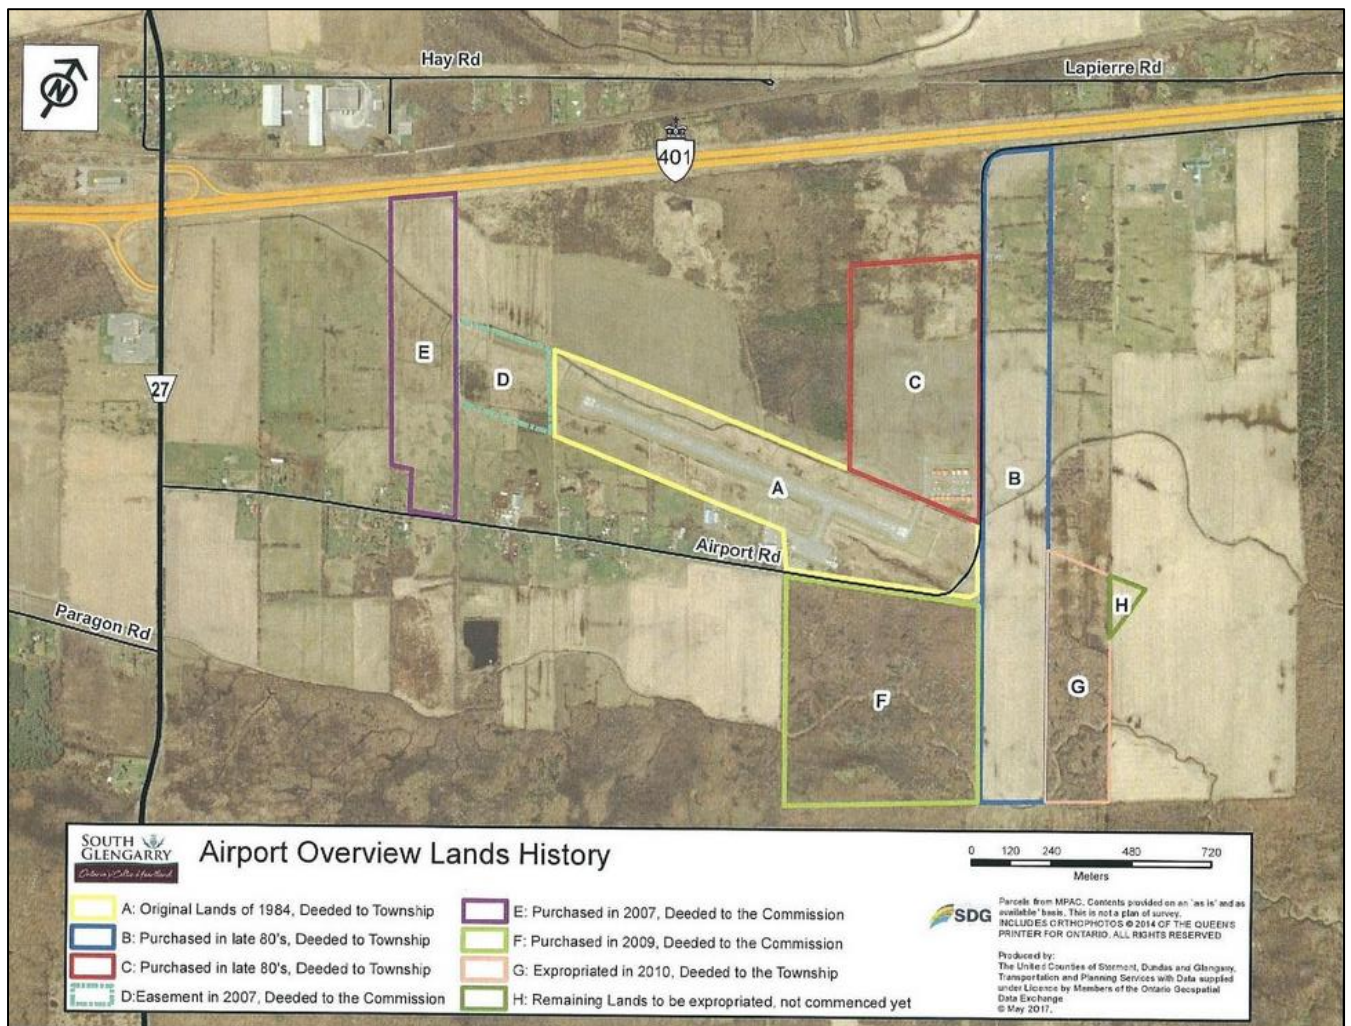 N
Hay Rd
Lapierre Rd
401
27
E
D
C
A
B
Airport Rd
Paragon Rd
H
F
G
SOUTH
GLENGARRY
Ontario's Celtic Heartland
Airport Overview Lands History
0 120 240 480 720
Meters
A: Original Lands of 1984, Deeded to Township
B: Purchased in late 80's, Deeded to Township
C: Purchased in late 80's, Deeded to Township
D:Easement in 2007, Deeded to the Commission
E: Purchased in 2007, Deeded to the Commission
F: Purchased in 2009, Deeded to the Commission
G: Expropriated in 2010, Deeded to the Township
H: Remaining Lands to be expropriated, not commenced yet
SDG
Parcels from MPAC. Contents provided on an 'as is' and as
available' basis. This is not a plan of survey.
INCLUDES ORTHOPHOTOS © 2014 OF THE QUEENS
PRINTER FOR ONTARIO. ALL RIGHTS RESERVED
Produced by:
The United Counties of Stormont, Dundas and Glengarry,
Transportation and Planning Services with Data supplied
under Licence by Members of the Ontario Geospatial
Data Exchange
© May 2017.